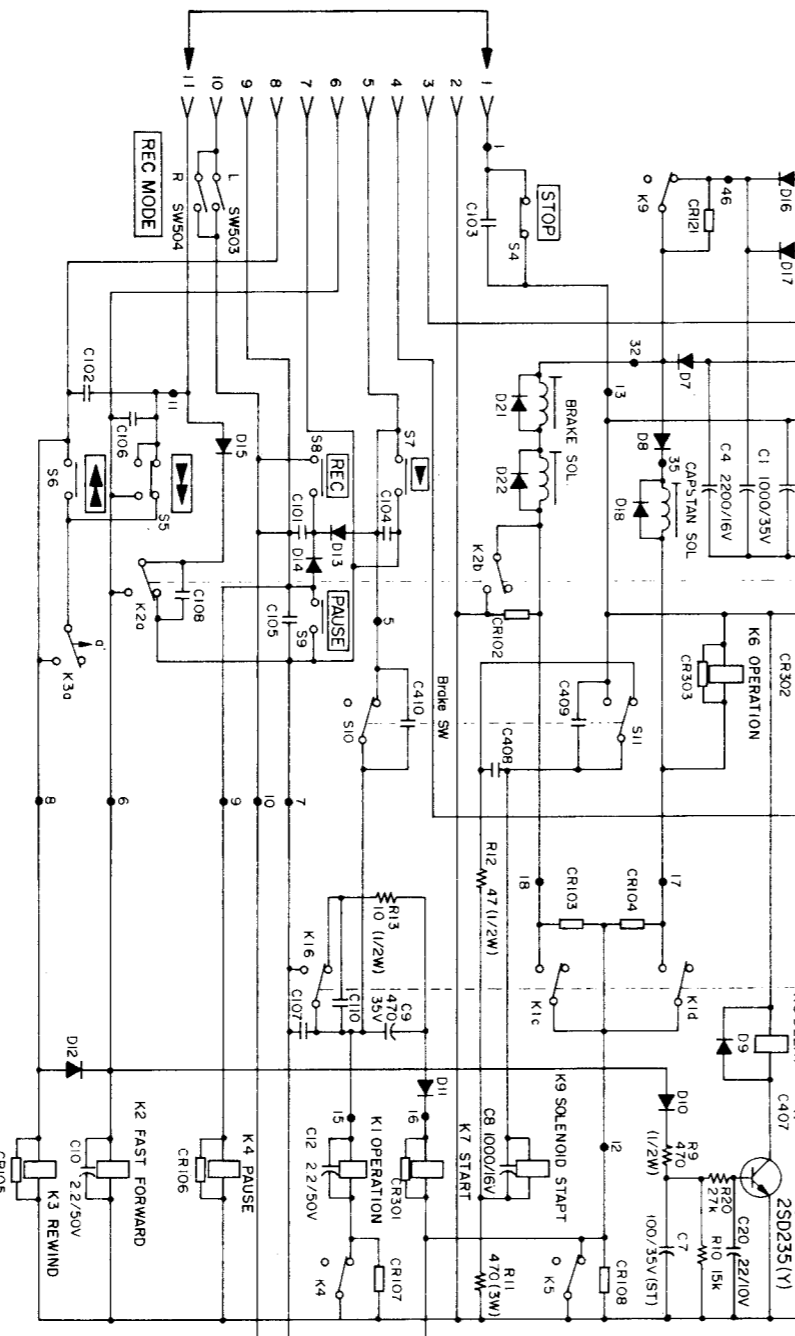 11
10
9
8
7
6
5
4
3
2
1
REC MODE
R SW504
L SW503
STOP
C103
S4
1
K9
CR121
46
D16
D17
32
D7
13
C102
11
C106
D15
S8
REC
S7
D21
BRAKE SOL.
D22
D8
35
CAPSTAN SOL
D18
C4 2200/16V
C1 1000/35V
S6
S5
C101
D13
C104
D14
K2b
K2a
C108
C105
PAUSE
S9
5
CR102
a
K3a
C410
Brake SW
S10
C409
S11
C408
K6 OPERATION
CR303
CR302
8
6
9
10
7
R12 47 (1/2W)
18
CR103
CR104
17
R13
10 (1/2W)
K16
C110
C9
470
35V
C107
K1c
K1d
D9
C407
D12
D11
D10
15
16
12
R9
470
(1/2W)
R20
27k
2SD235(Y)
K2 FAST FORWARD
C10
2.2/50V
K3 REWIND
CR105
K4 PAUSE
CR106
K1 OPERATION
C12
2.2/50V
K7 START
CR301
K9 SOLENOID STAPT
C8 1000/16V
C7
100/35V(ST)
R10 15k
C20 22/10V
K4
CR107
R11
470(3W)
K5
CR108